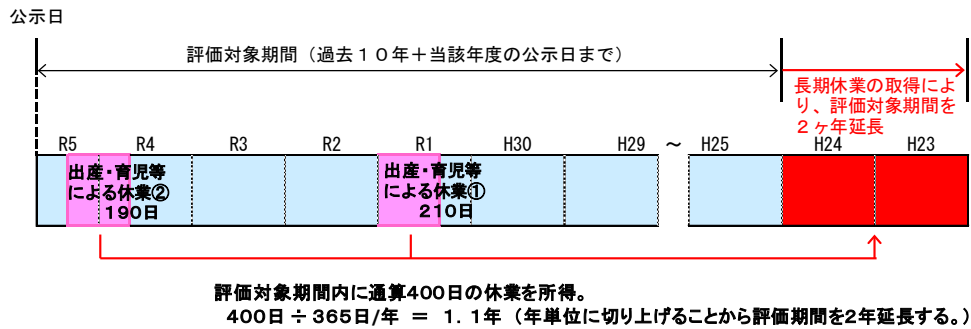 公示日
評価対象期間（過去１０年＋当該年度の公示日まで）
長期休業の取得によ
り、評価対象期間を
２ヶ年延長
R5 R4 R3 R2 R1 H30 H29 ～ H25 H24 H23
出産・育児等
による休業②
190日
出産・育児等
による休業①
210日
評価対象期間内に通算400日の休業を所得。
400日 ÷ 365日/年 ＝ 1.1年 （年単位に切り上げることから評価期間を2年延長する。）